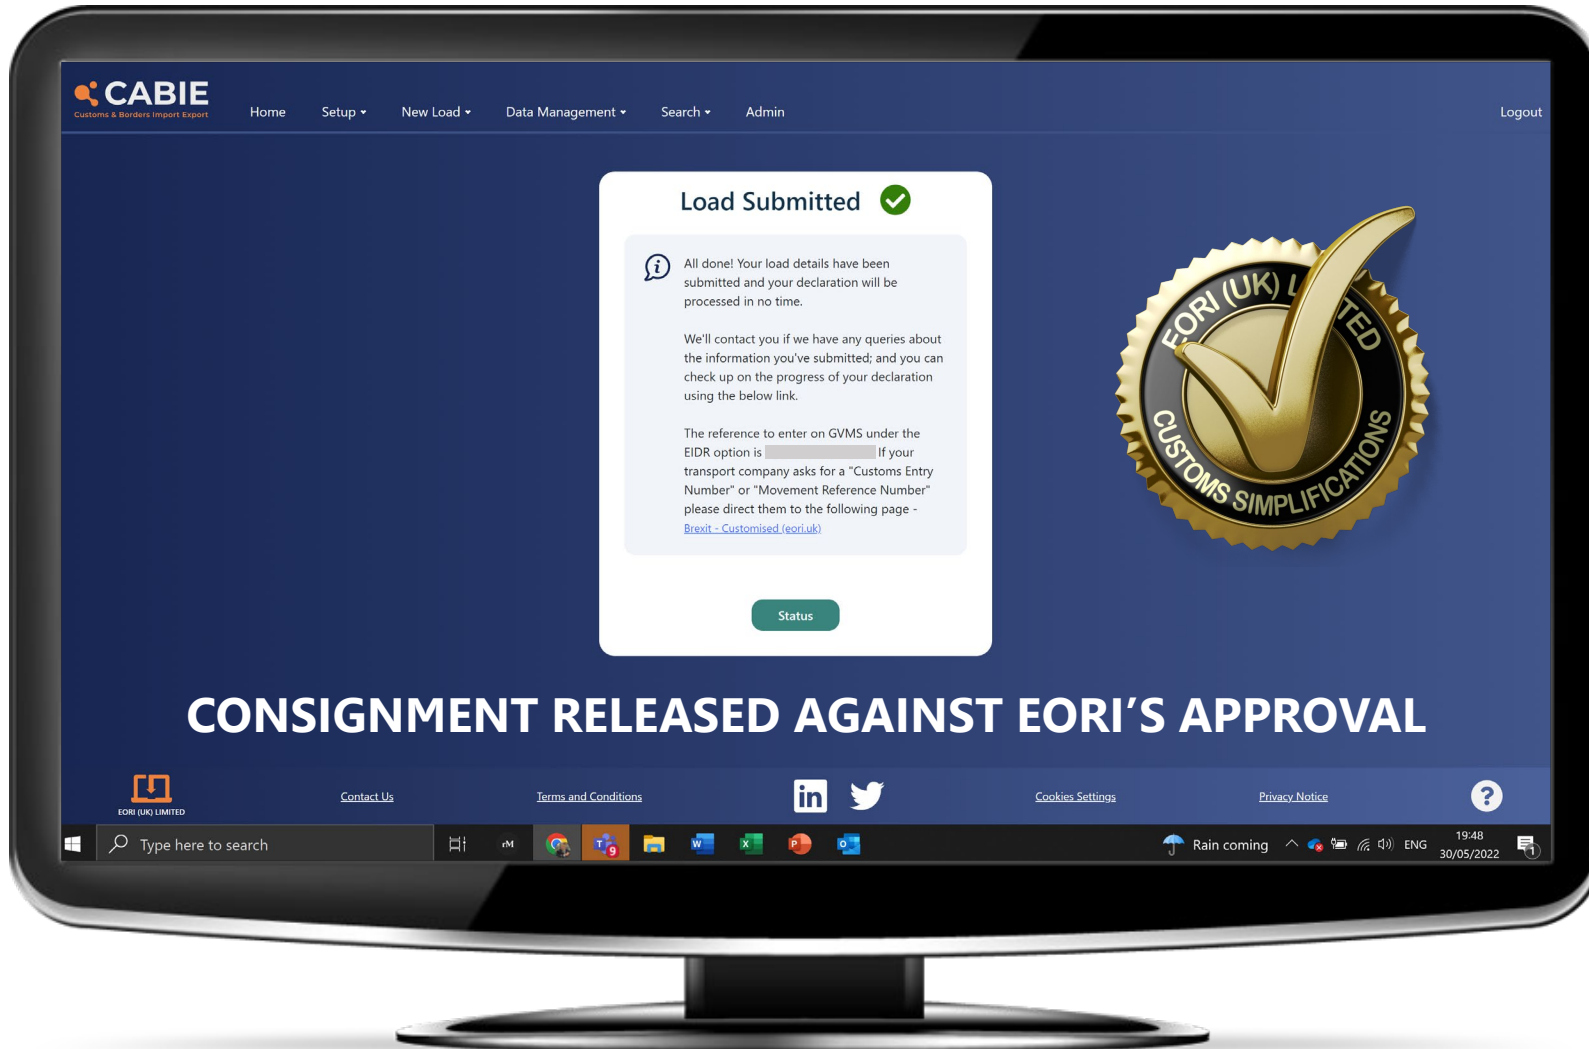 CABIE
Customs & Borders Import Export
Home Setup New Load Data Management Search Admin Logout
Load Submitted
All done! Your load details have been
submitted and your declaration will be
processed in no time.
We'll contact you if we have any queries about
the information you've submitted; and you can
check up on the progress of your declaration
using the below link.
The reference to enter on GVMS under the
EIDR option is If your
transport company asks for a "Customs Entry
Number" or "Movement Reference Number"
please direct them to the following page -
Brexit - Customised (eori.uk)
Status
EORI (UK) LIMITED
CUSTOMS SIMPLIFICATIONS
CONSIGNMENT RELEASED AGAINST EORI'S APPROVAL
EORI (UK) LIMITED
Contact Us
Terms and Conditions
in
Cookies Settings
Privacy Notice
?
Type here to search
rM
T
9
W
X
P
O
Rain coming
ENG
19:48
30/05/2022
1